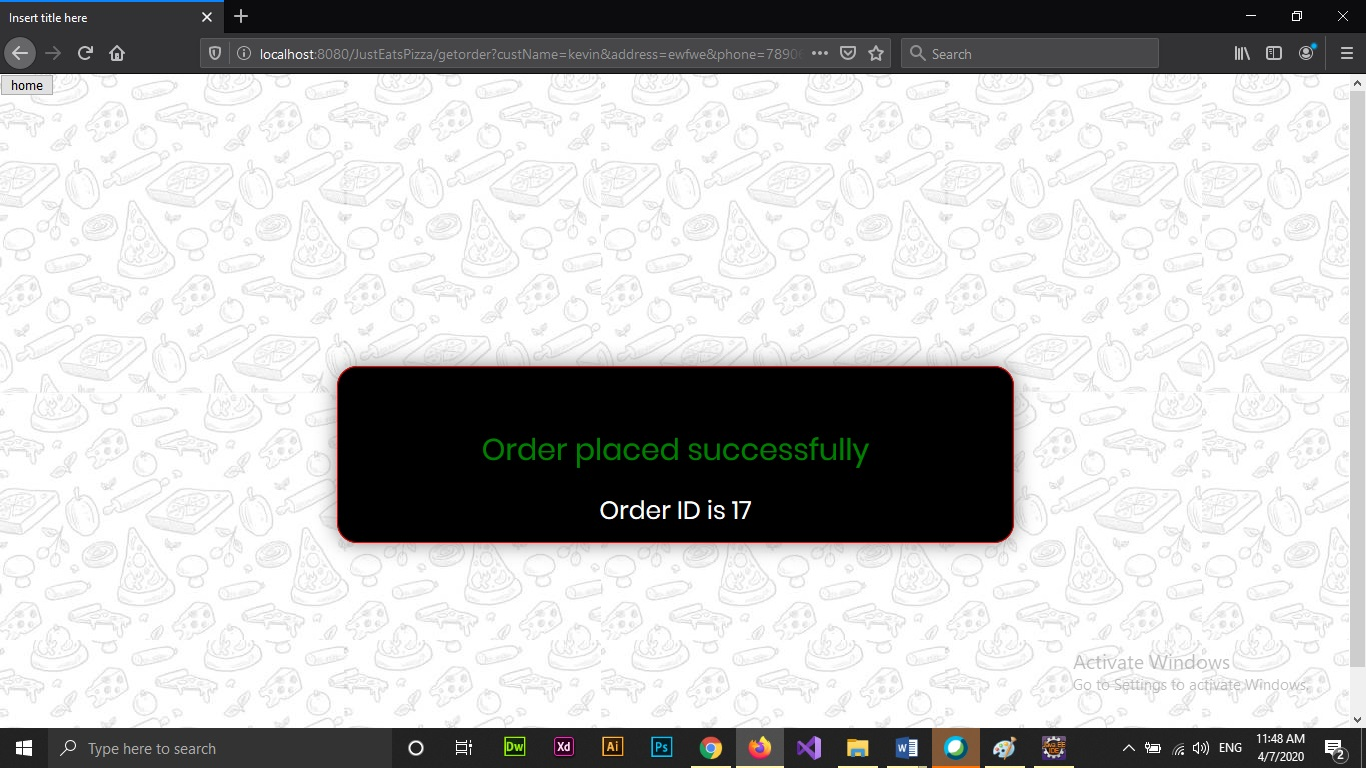 Insert title here
localhost:8080/JustEatsPizza/getorder?custName=kevin&address=ewfwe&phone=78906
Search
home
Order placed successfully
Order ID is 17
Activate Windows
Go to Settings to activate Windows.
Type here to search
Dw
Xd
Ai
Ps
ENG
11:48 AM
4/7/2020
2